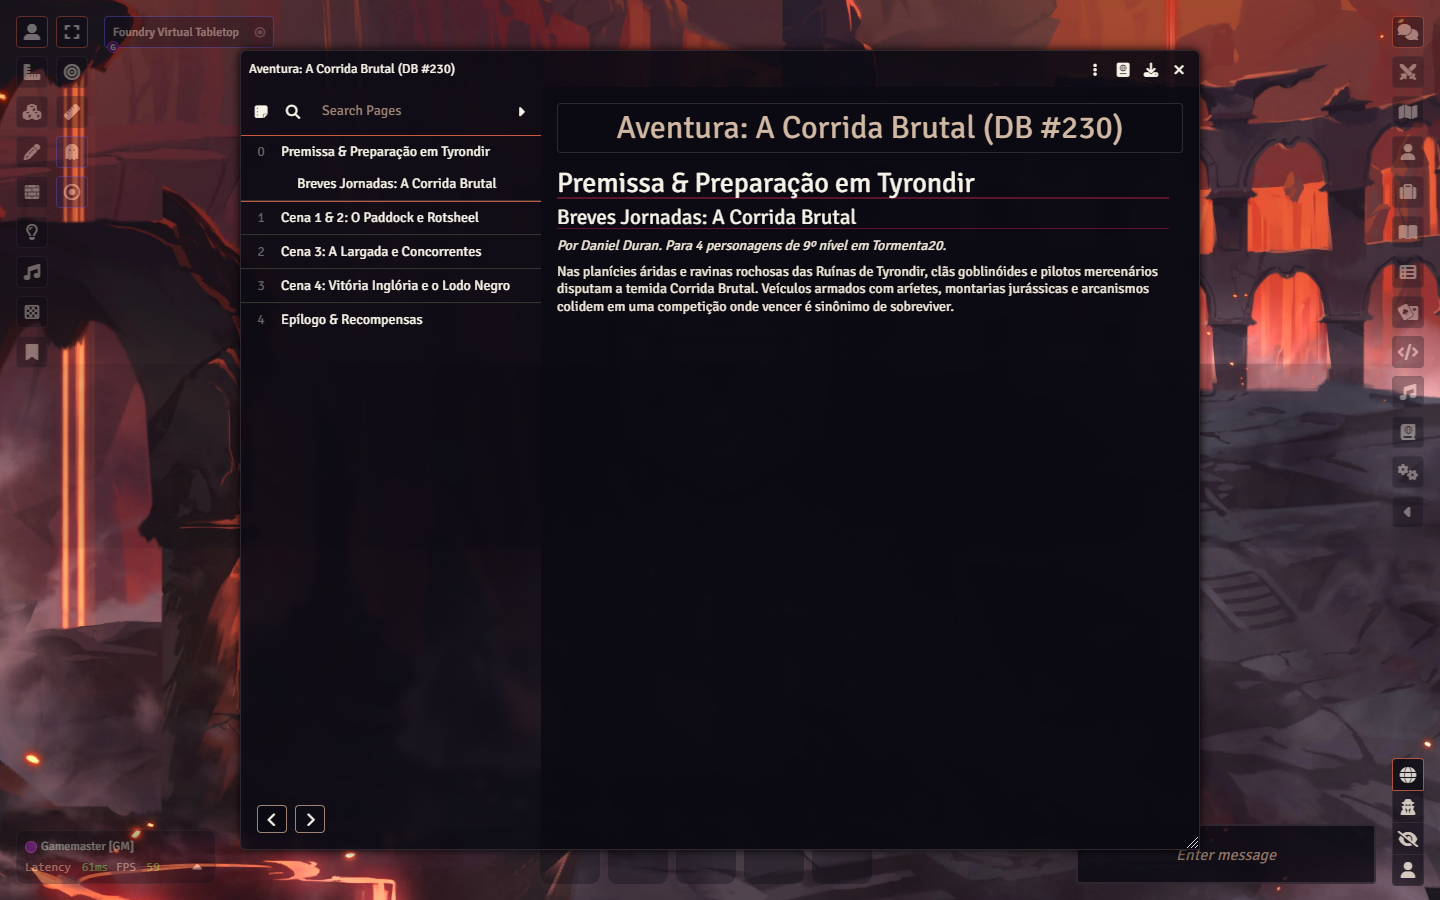 Foundry Virtual Tabletop
G
Aventura: A Corrida Brutal (DB #230)
Search Pages
0 Premissa & Preparação em Tyrondir
Breves Jornadas: A Corrida Brutal
1 Cena 1 & 2: O Paddock e Rotsheel
2 Cena 3: A Largada e Concorrentes
3 Cena 4: Vitória Inglória e o Lodo Negro
4 Epílogo & Recompensas
Aventura: A Corrida Brutal (DB #230)
Premissa & Preparação em Tyrondir
Breves Jornadas: A Corrida Brutal
Por Daniel Duran. Para 4 personagens de 9º nível em Tormenta20.
Nas planícies áridas e ravinas rochosas das Ruínas de Tyrondir, clãs goblinóides e pilotos mercenários
disputam a temida Corrida Brutal. Veículos armados com aríetes, montarias jurássicas e arcanismos
colidem em uma competição onde vencer é sinônimo de sobreviver.
Gamemaster [GM]
Latency 61ms FPS 59
Enter message